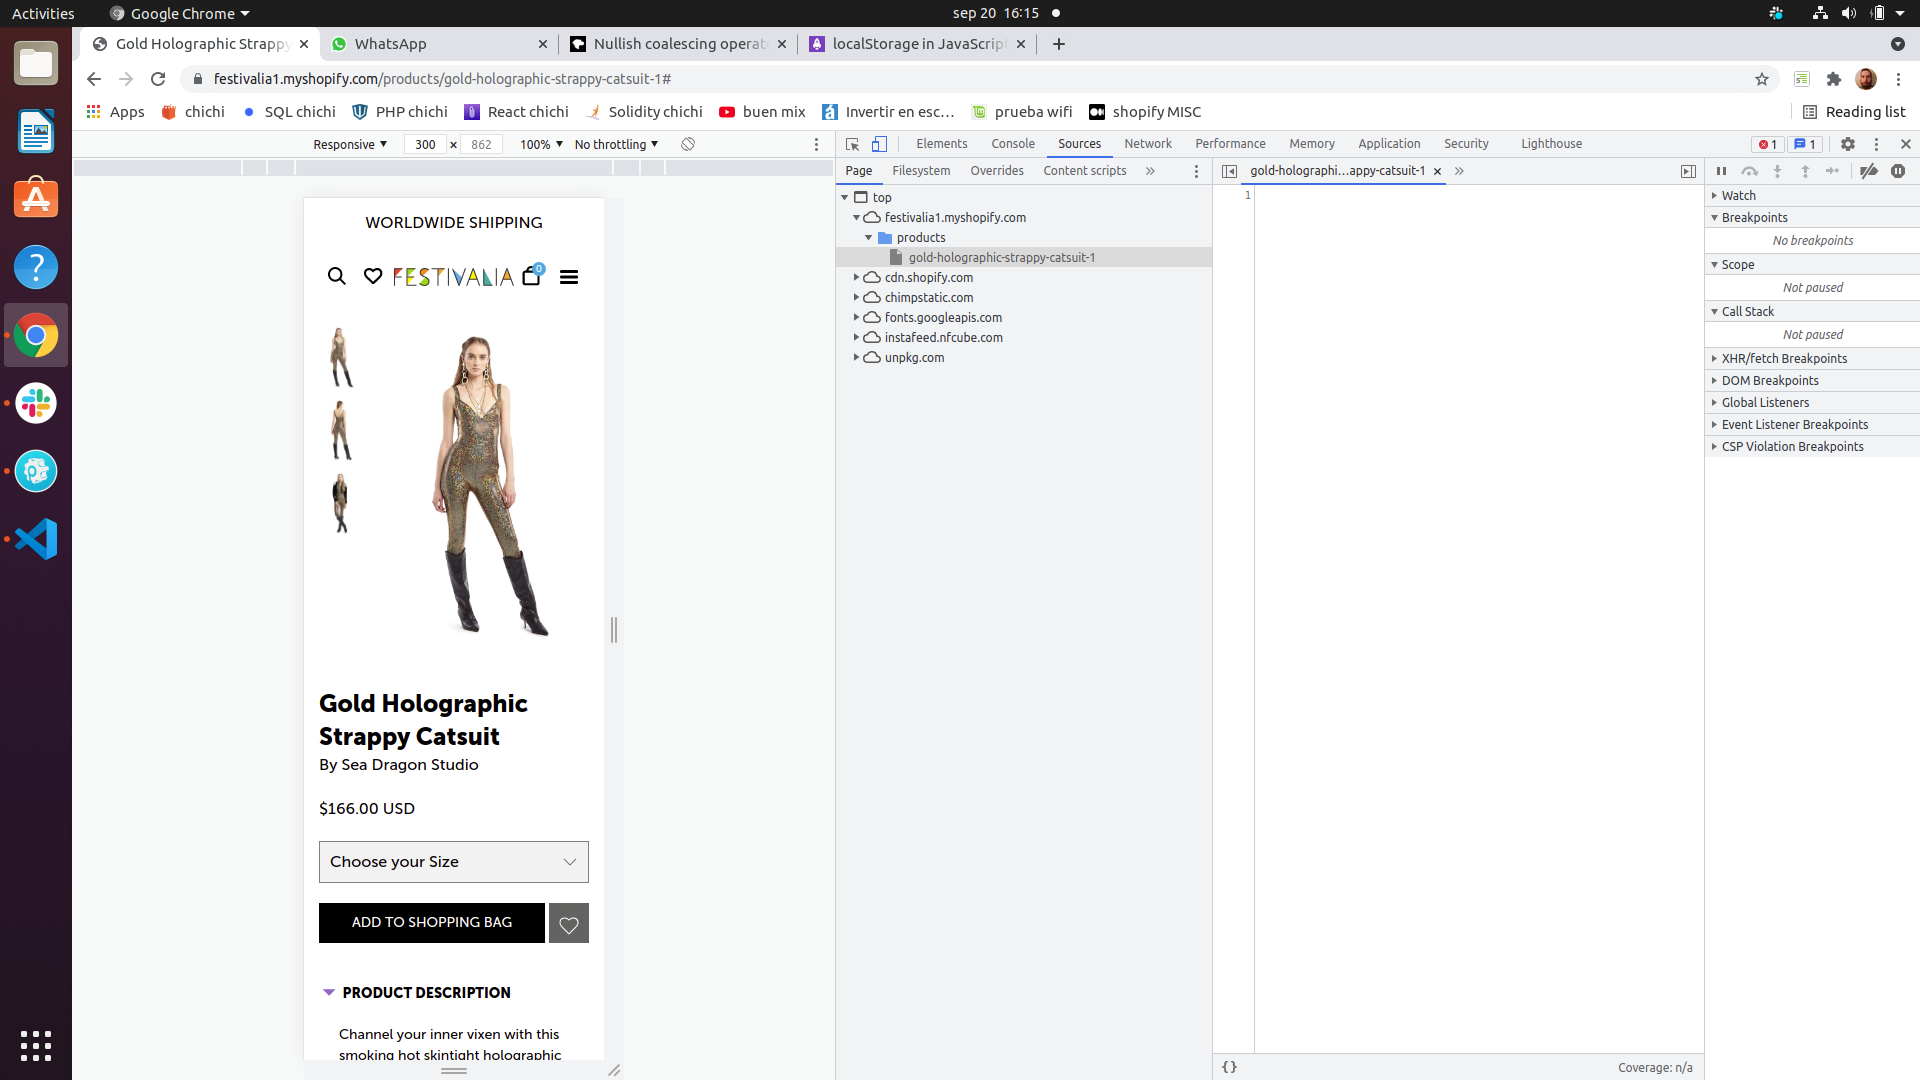 Activities
Google Chrome
sep 20 16:15
Gold Holographic Strappy
WhatsApp
Nullish coalescing operat
localStorage in JavaScript
festivalia1.myshopify.com/products/gold-holographic-strappy-catsuit-1#
Apps
chichi
SQL chichi
PHP chichi
React chichi
Solidity chichi
buen mix
Invertir en esc…
prueba wifi
shopify MISC
Reading list
Responsive
300 × 862
100%
No throttling
Elements
Console
Sources
Network
Performance
Memory
Application
Security
Lighthouse
1
1
Page
Filesystem
Overrides
Content scripts
gold-holographi…appy-catsuit-1
top
festivalia1.myshopify.com
products
gold-holographic-strappy-catsuit-1
cdn.shopify.com
chimpstatic.com
fonts.googleapis.com
instafeed.nfcube.com
unpkg.com
1
{}
Coverage: n/a
Watch
Breakpoints
No breakpoints
Scope
Not paused
Call Stack
Not paused
XHR/fetch Breakpoints
DOM Breakpoints
Global Listeners
Event Listener Breakpoints
CSP Violation Breakpoints
WORLDWIDE SHIPPING
FESTIVALIA
0
Gold Holographic
Strappy Catsuit
By Sea Dragon Studio
$166.00 USD
Choose your Size
ADD TO SHOPPING BAG
PRODUCT DESCRIPTION
Channel your inner vixen with this
smoking hot skintight holographic